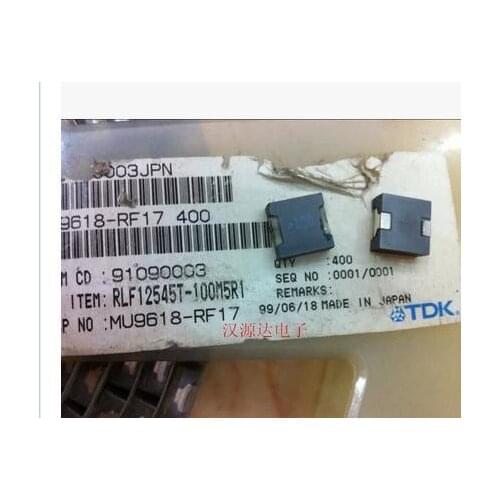 003JPN
9618-RF17 400
M CD : 91090003
ITEM: RLF12545T-100M5R1
P NO : MU9618-RF17
QTY :400
SEQ NO :0001/0001
REMARKS:
99/06/18 MADE IN JAPAN
TDK
汉源达电子